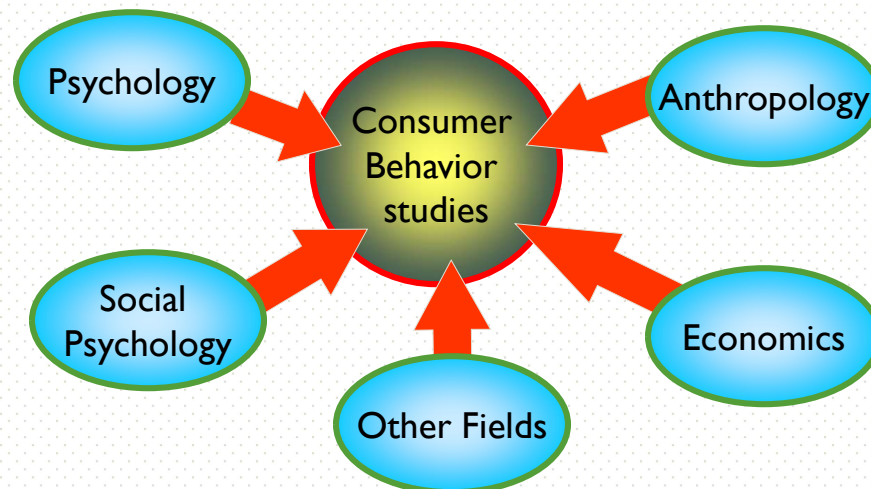 Psychology
Consumer
Behavior
studies
Anthropology
Social
Psychology
Economics
Other Fields